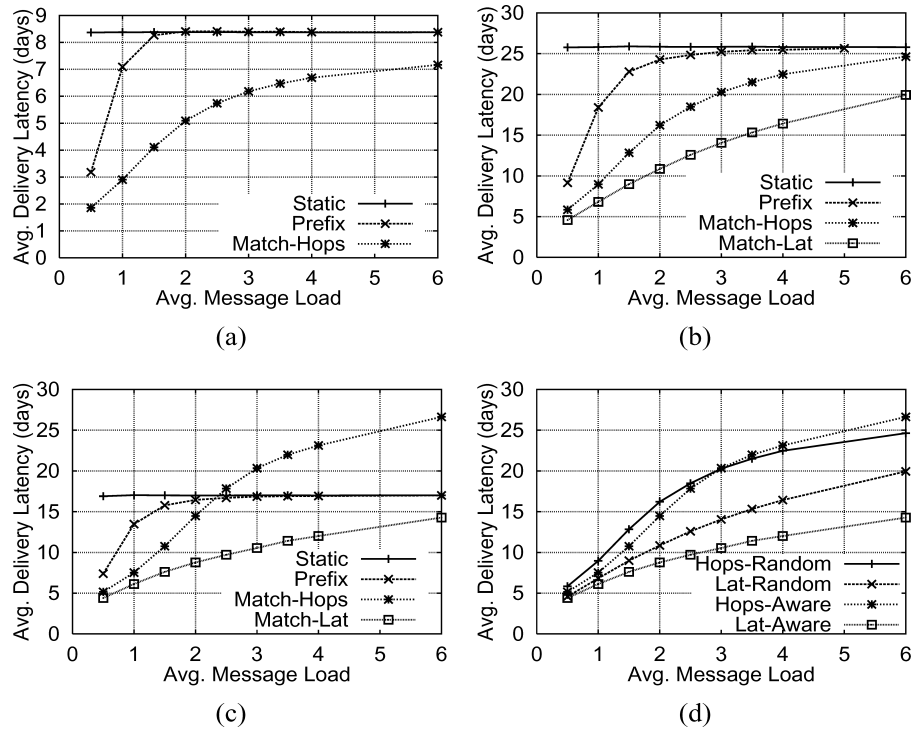 Avg. Delivery Latency (days)
9
8
7
6
5
4
3
2
1
0
Static
Prefix
Match-Hops
0 1 2 3 4 5 6
Avg. Message Load
(a)
Avg. Delivery Latency (days)
30
25
20
15
10
5
0
Static
Prefix
Match-Hops
Match-Lat
0 1 2 3 4 5 6
Avg. Message Load
(b)
Avg. Delivery Latency (days)
30
25
20
15
10
5
0
Static
Prefix
Match-Hops
Match-Lat
0 1 2 3 4 5 6
Avg. Message Load
(c)
Avg. Delivery Latency (days)
30
25
20
15
10
5
0
Hops-Random
Lat-Random
Hops-Aware
Lat-Aware
0 1 2 3 4 5 6
Avg. Message Load
(d)